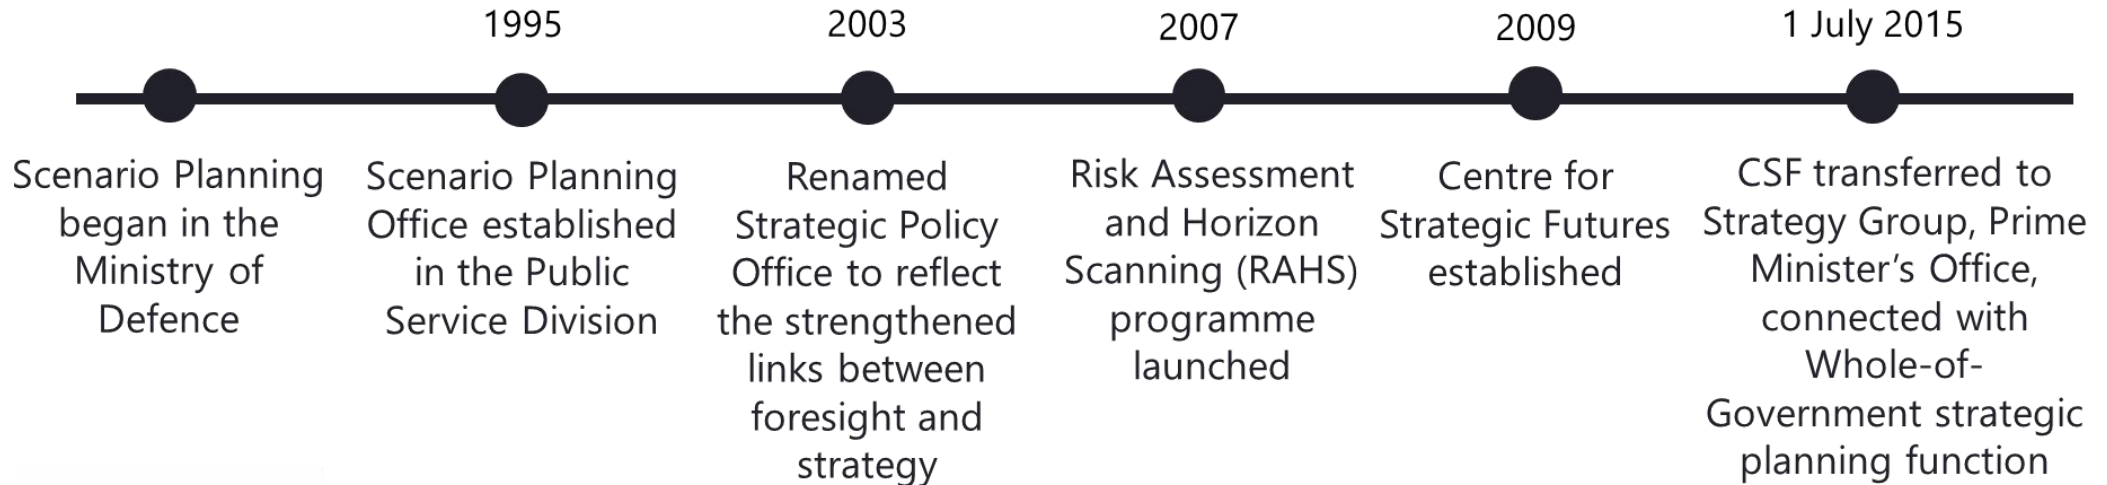 Scenario Planning
began in the
Ministry of
Defence
1995
Scenario Planning
Office established
in the Public
Service Division
2003
Renamed
Strategic Policy
Office to reflect
the strengthened
links between
foresight and
strategy
2007
Risk Assessment
and Horizon
Scanning (RAHS)
programme
launched
2009
Centre for
Strategic Futures
established
1 July 2015
CSF transferred to
Strategy Group, Prime
Minister’s Office,
connected with
Whole-of-
Government strategic
planning function